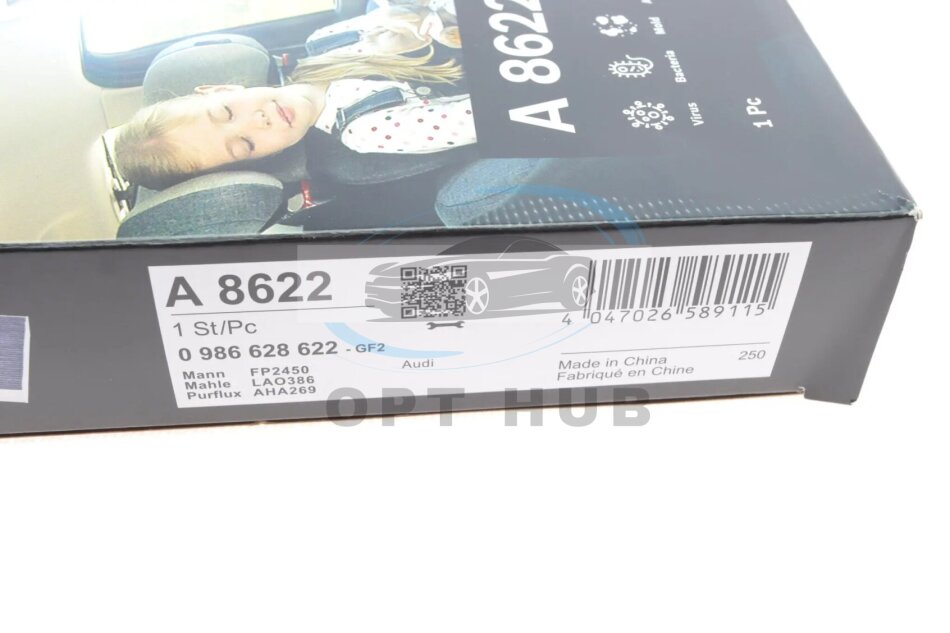 A 8622
Virus
Bacteria
Mold
1 Pc
A 8622
1 St/Pc
0 986 628 622 - GF2
Mann FP2450
Mahle LAO386
Purflux AHA269
Audi
4 047026 589115
Made in China
Fabriqué en Chine
250
OPT HUB